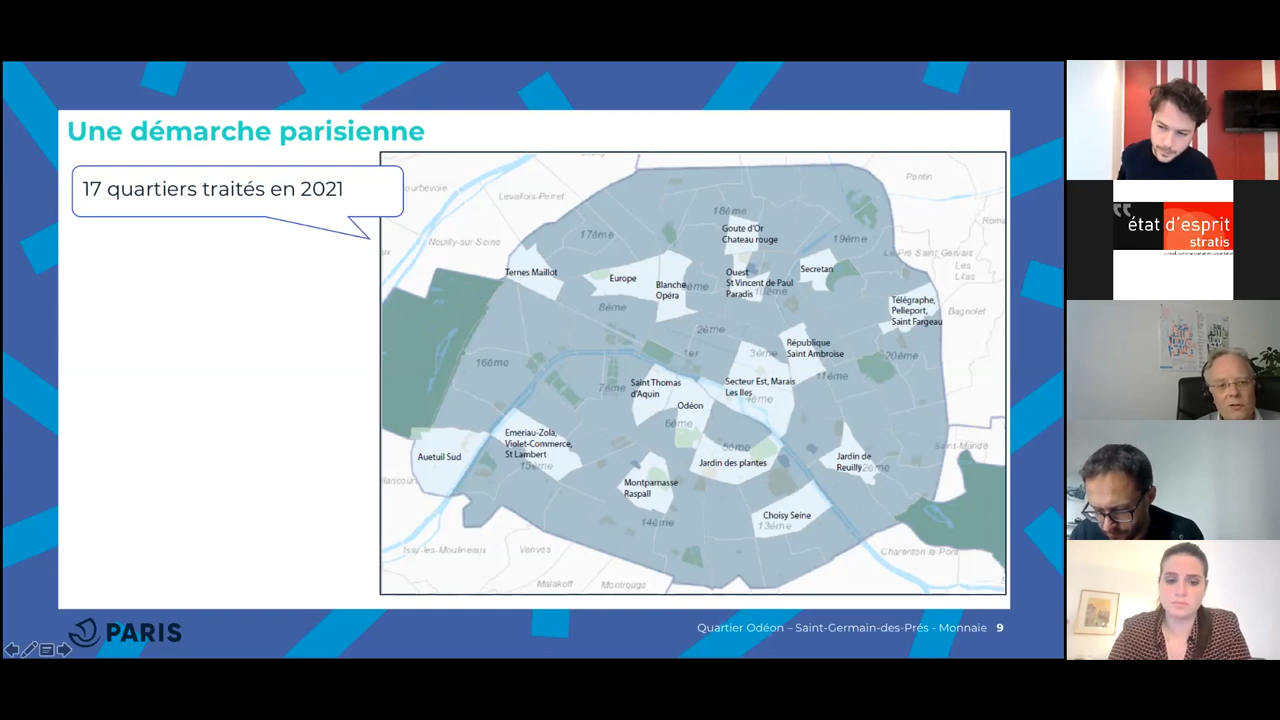 Une démarche parisienne
17 quartiers traités en 2021
Pantin
Levallois-Perret
Neuilly-sur-Seine
18ème
17ème
19ème
Goute d'Or
Chateau rouge
Le Pré Saint Gervais
Les
Lilas
Ternes Maillot
Europe
Blanche
Opéra
Ouest
St Vincent de Paul
Paradis
10ème
Secretan
Télégraphe,
Pelleport,
Saint Fargeau
Bagnolet
8ème
2ème
1er
3ème
République
Saint Ambroise
11ème
20ème
16ème
7ème
Saint Thomas
d'Aquin
Secteur Est, Marais
Les Iles
4ème
Odéon
6ème
5ème
Emeriau-Zola,
Violet-Commerce,
St Lambert
15ème
Aueteuil Sud
Jardin des plantes
Jardin de
Reuilly
Saint-Mandé
Montparnasse
Raspall
14ème
Choisy Seine
13ème
Issy-les-Moulineaux
Vanves
Malakoff
Montrouge
Charenton-le-Pont
PARIS
Quartier Odéon – Saint-Germain-des-Prés - Monnaie 9
état d'esprit
stratis